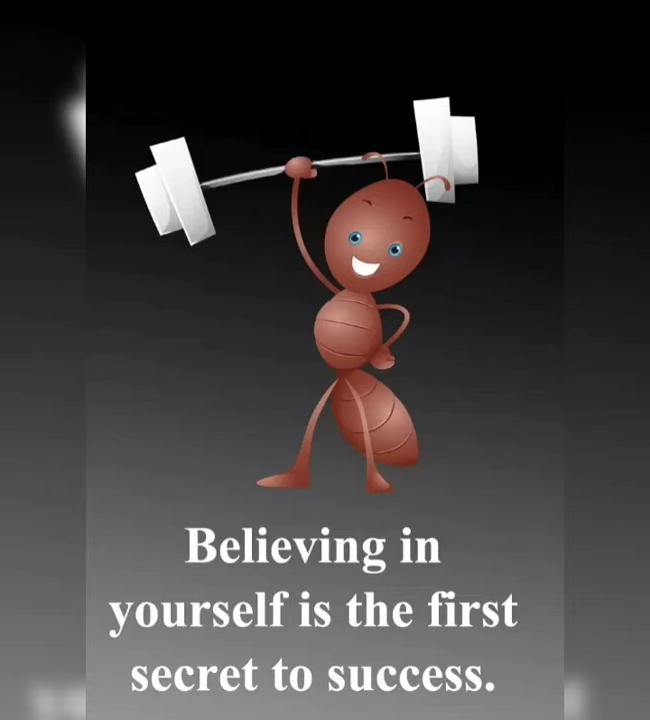 Believing in
yourself is the first
secret to success.